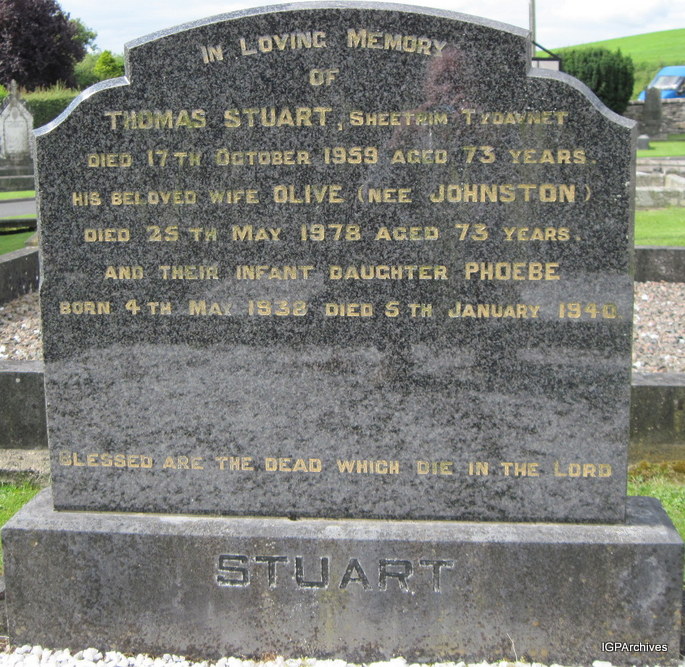 IN LOVING MEMORY
OF
THOMAS STUART, SHEETRIM TYDAVNET
DIED 17TH OCTOBER 1959 AGED 73 YEARS.
HIS BELOVED WIFE OLIVE (NEE JOHNSTON)
DIED 25TH MAY 1978 AGED 73 YEARS.
AND THEIR INFANT DAUGHTER PHOEBE
BORN 4TH MAY 1938 DIED 5TH JANUARY 1940.
BLESSED ARE THE DEAD WHICH DIE IN THE LORD
STUART
IGPArchives